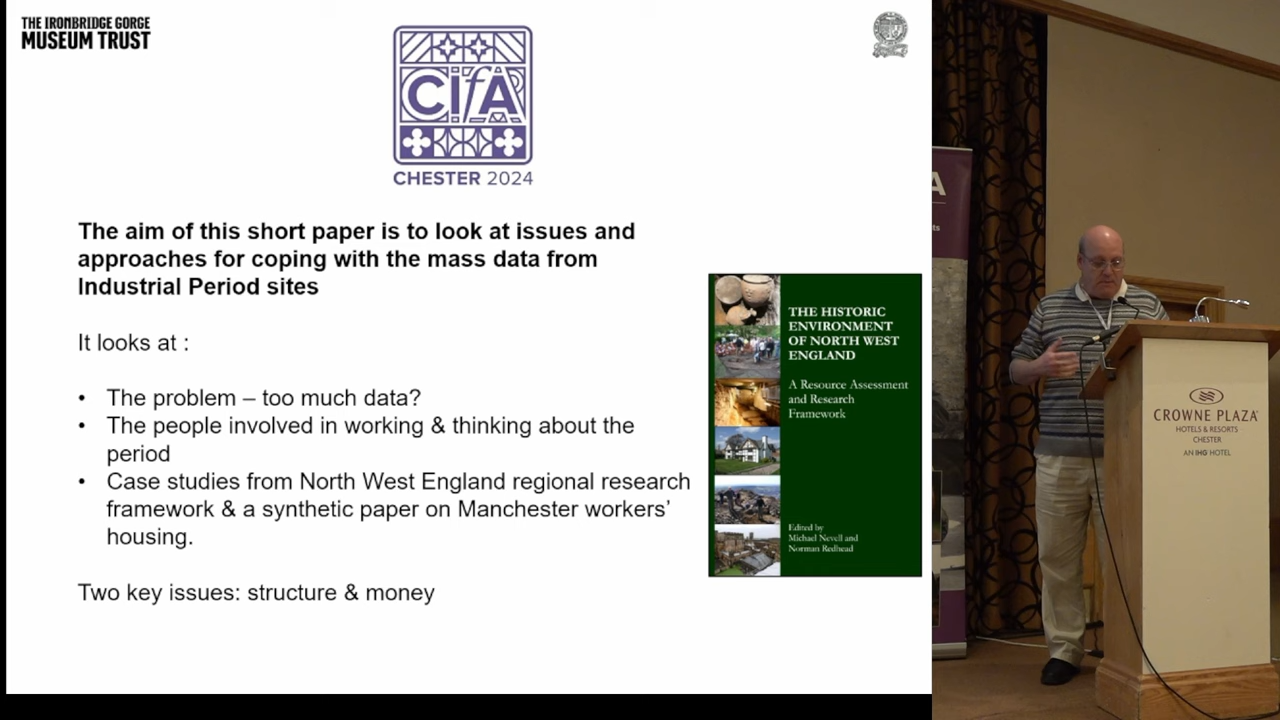 THE IRONBRIDGE GORGE
MUSEUM TRUST
CifA
CHESTER 2024
The aim of this short paper is to look at issues and
approaches for coping with the mass data from
Industrial Period sites
It looks at :
• The problem – too much data?
• The people involved in working & thinking about the
period
• Case studies from North West England regional research
framework & a synthetic paper on Manchester workers’
housing.
Two key issues: structure & money
THE HISTORIC
ENVIRONMENT
OF NORTH WEST
ENGLAND
A Resource Assessment
and Research
Framework
Edited by
Michael Nevell and
Norman Redhead
A
ts
CROWNE PLAZA
HOTELS & RESORTS
CHESTER
AN IHG HOTEL